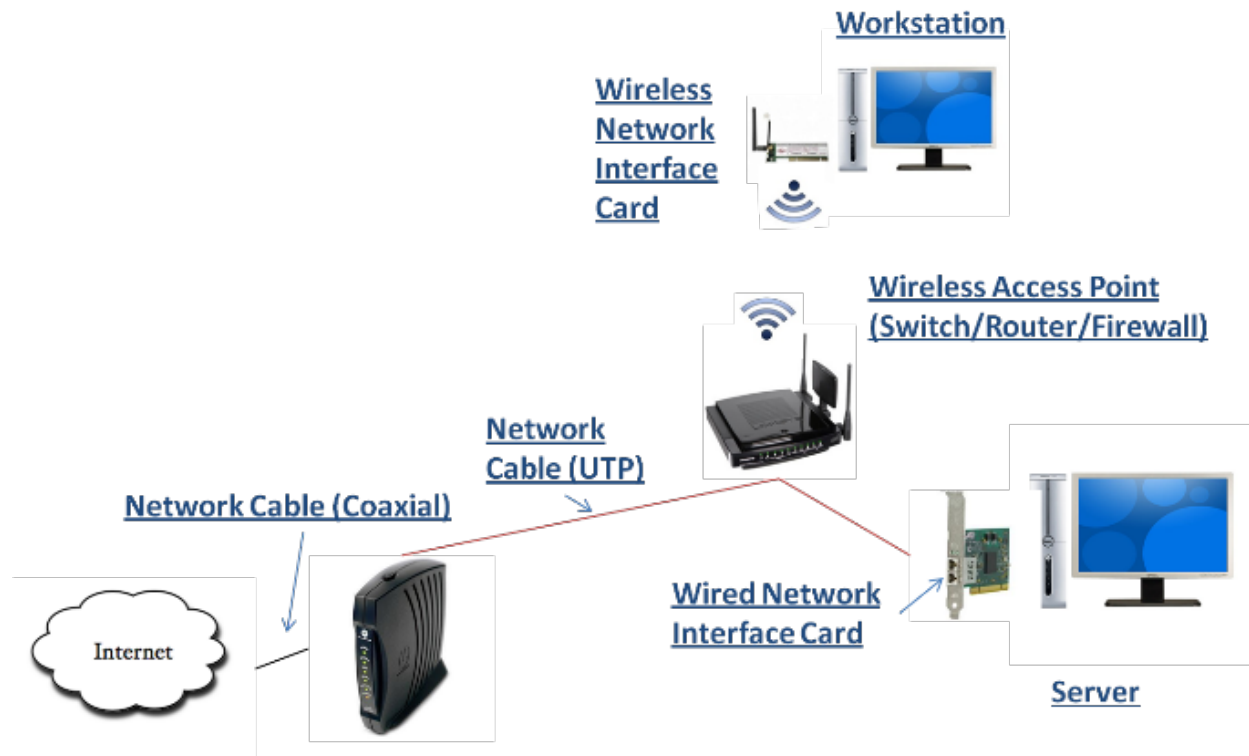 Workstation
Wireless
Network
Interface
Card
Wireless Access Point
(Switch/Router/Firewall)
Network
Cable (UTP)
Network Cable (Coaxial)
Wired Network
Interface Card
Internet
Server